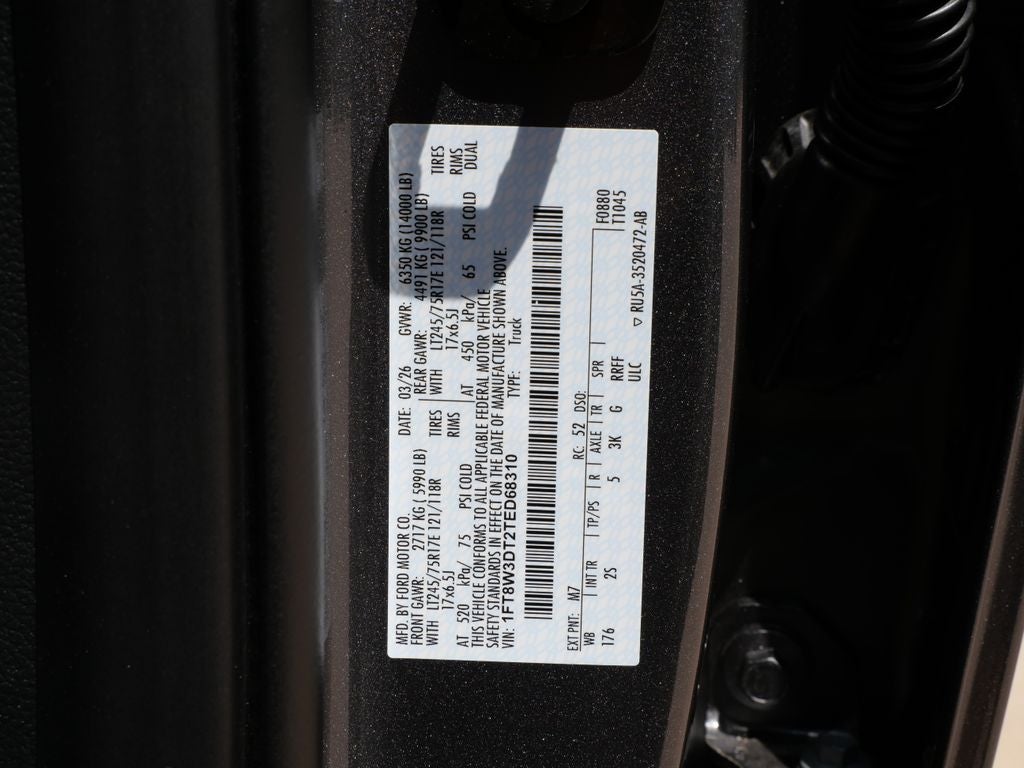 MFD. BY FORD MOTOR CO. DATE: 03/26 GVWR: 6350 KG (14000 LB)
FRONT GAWR: 2717 KG ( 5990 LB) REAR GAWR: 4491 KG ( 9900 LB)
WITH LT245/75R17E 121/118R TIRES WITH LT245/75R17E 121/118R TIRES
17x6.5J RIMS 17x6.5J RIMS
AT 520 kPa/ 75 PSI COLD AT 450 kPa/ 65 PSI COLD DUAL
THIS VEHICLE CONFORMS TO ALL APPLICABLE FEDERAL MOTOR VEHICLE
SAFETY STANDARDS IN EFFECT ON THE DATE OF MANUFACTURE SHOWN ABOVE.
VIN: 1FT8W3DT2TED68310 TYPE: Truck
EXT PNT: M7 RC: 52 DSO: F0880
WB INT TR TP/PS R AXLE TR SPR T1045
176 2S 5 3K G RRFF
ULC ▽ RU5A-3520472-AB